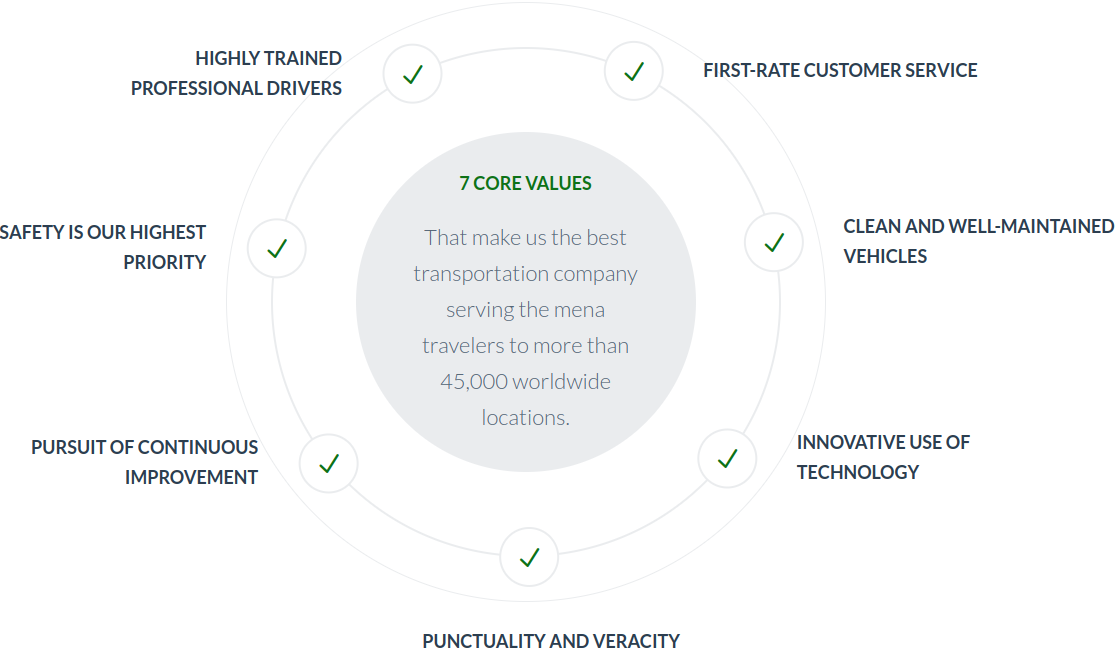 HIGHLY TRAINED
PROFESSIONAL DRIVERS
FIRST-RATE CUSTOMER SERVICE
SAFETY IS OUR HIGHEST
PRIORITY
7 CORE VALUES
That make us the best
transportation company
serving the mena
travelers to more than
45,000 worldwide
locations.
CLEAN AND WELL-MAINTAINED
VEHICLES
PURSUIT OF CONTINUOUS
IMPROVEMENT
INNOVATIVE USE OF
TECHNOLOGY
PUNCTUALITY AND VERACITY